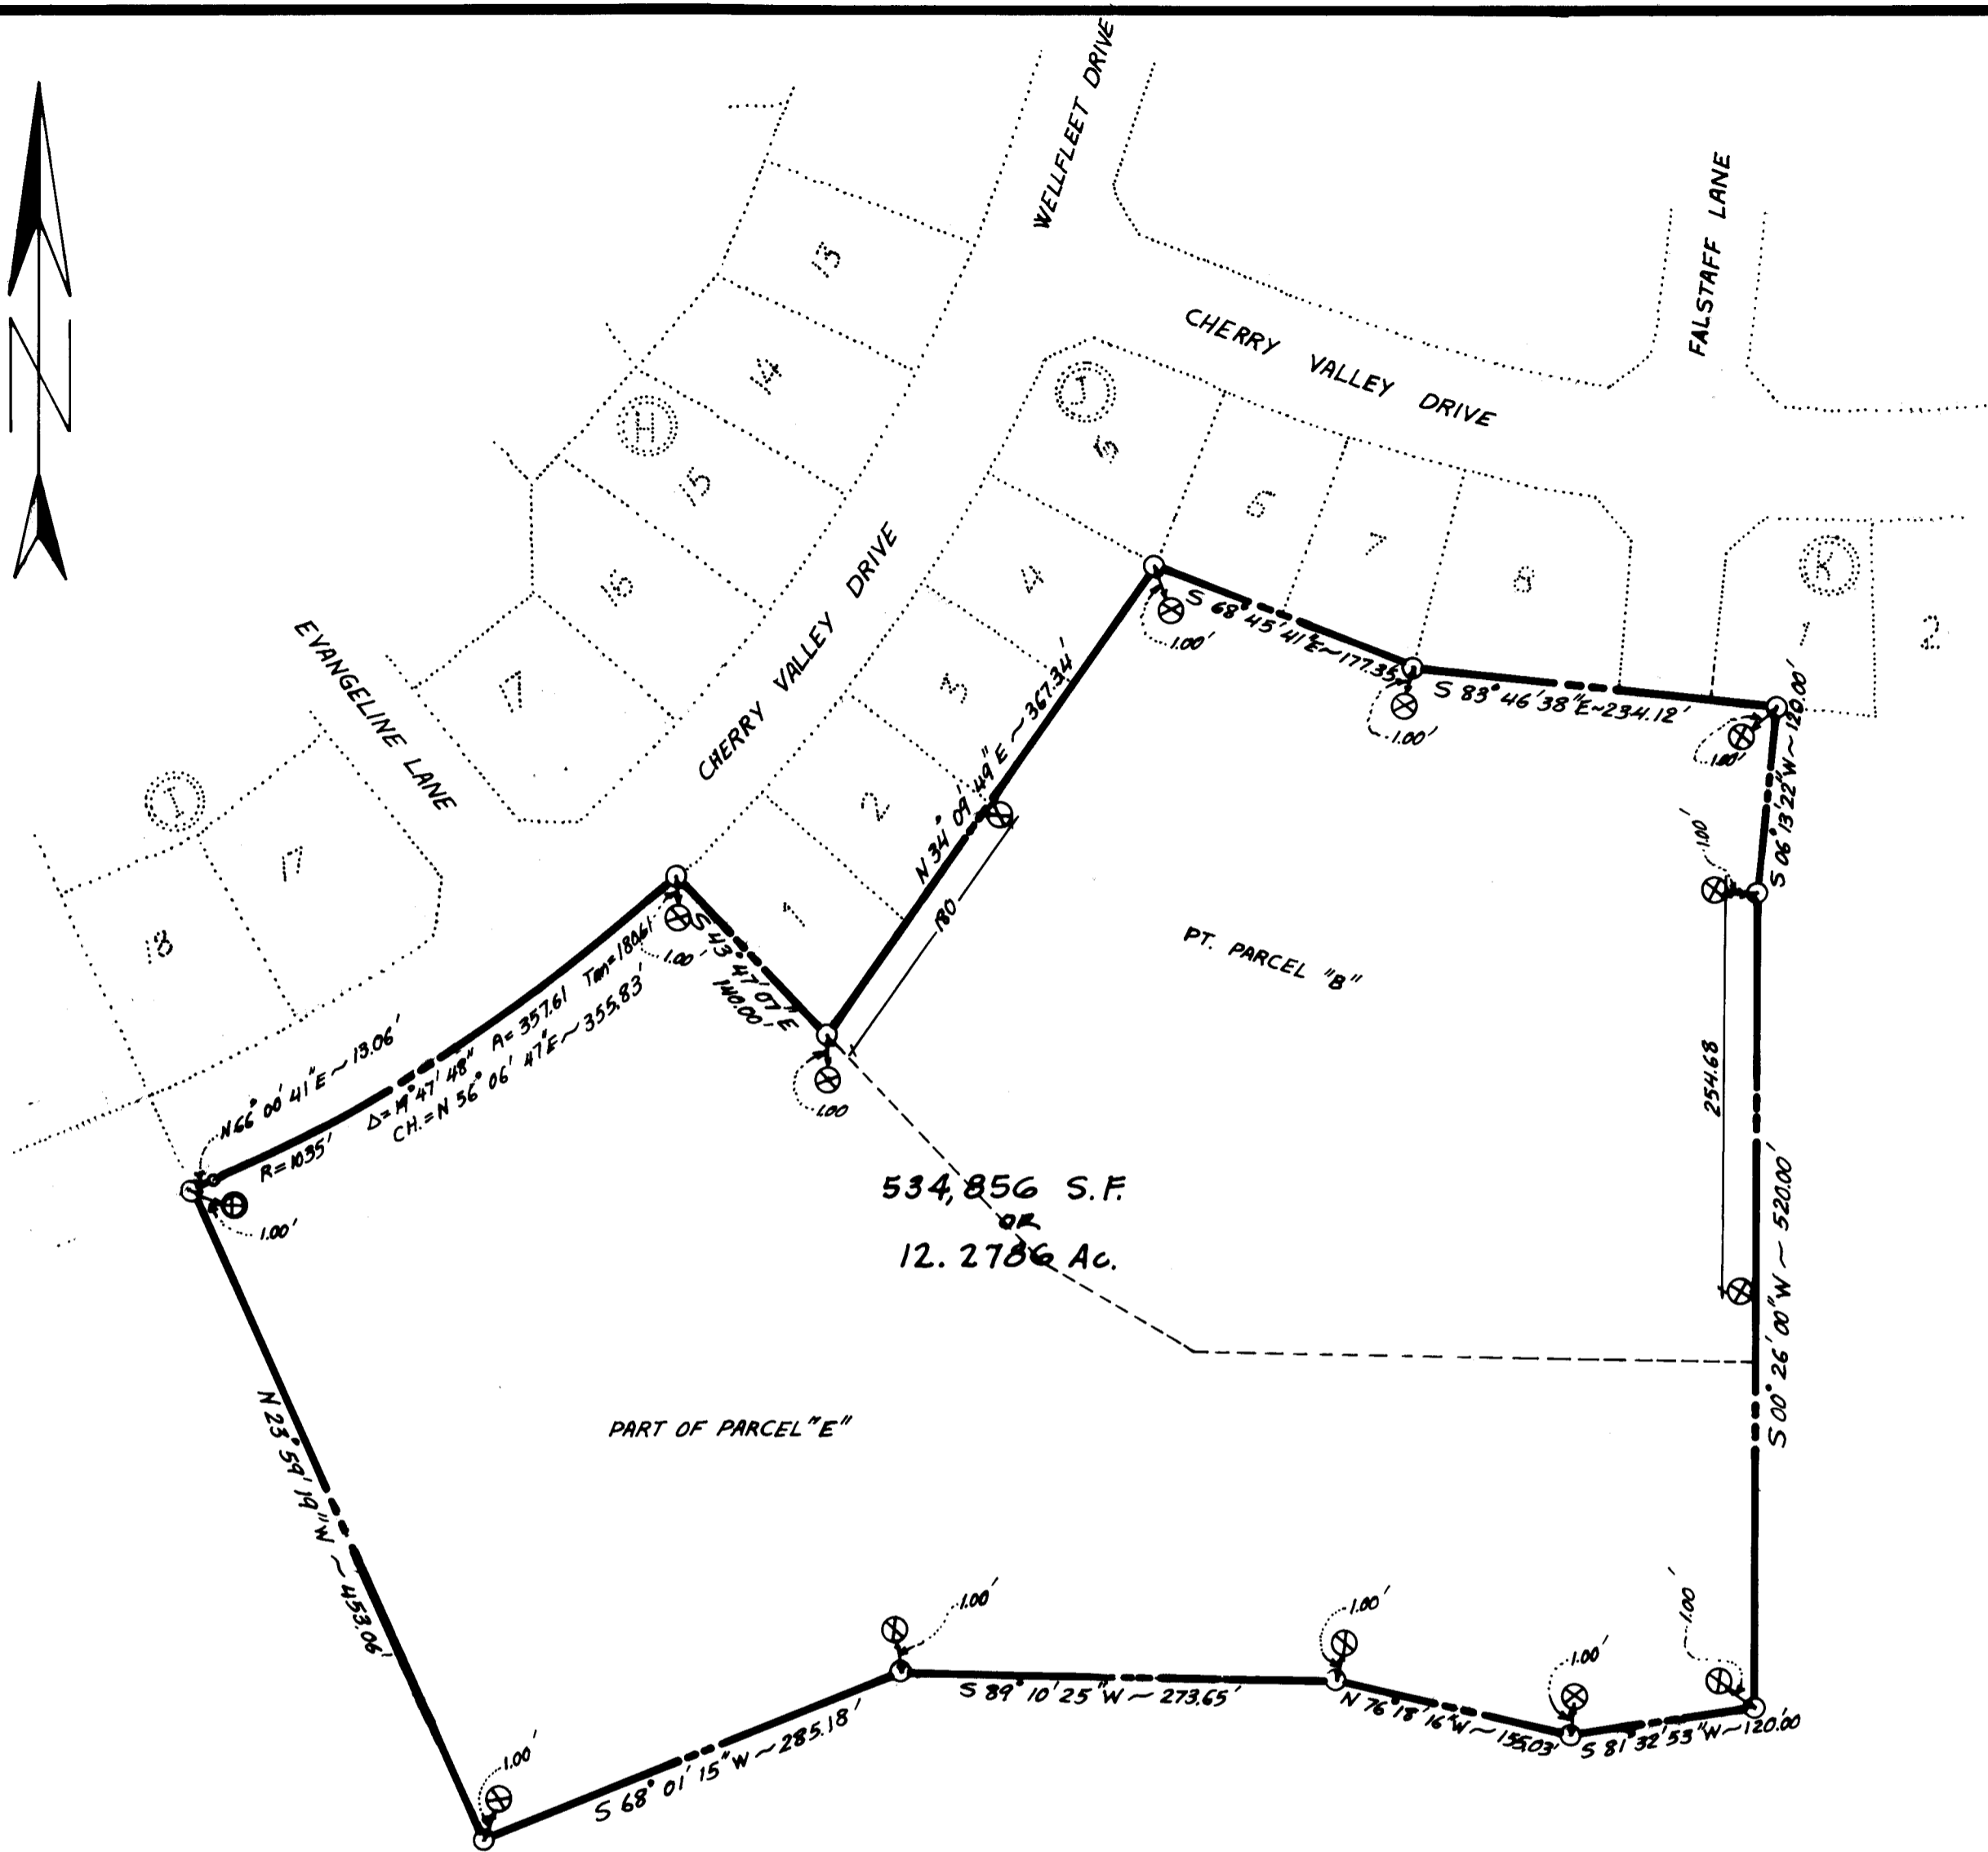 N
WELLFLEET DRIVE
FALSTAFF LANE
CHERRY VALLEY DRIVE
CHERRY VALLEY DRIVE
EVANGELINE LANE
H
13
14
15
16
17
I
17
18
J
1
2
3
4
5
6
7
8
K
1
2
N 66° 00' 41" E ~ 13.06'
R = 1035'
Δ = 19° 47' 48" A = 357.61 Tan = 180.61
CH. = N 56° 06' 47" E ~ 355.83'
1.00'
S 43° 47' 07" E
140.00'
1.00
N 34° 09' 49" E ~ 367.34'
180
1.00'
S 68° 45' 41" E ~ 177.35'
1.00'
S 83° 46' 38" E ~ 234.12'
1.00'
S 06° 13' 22" W ~ 120.00'
1.00'
254.68
S 00° 26' 00" W ~ 520.00'
PT. PARCEL "B"
534,856 S.F.
OR
12.2786 Ac.
PART OF PARCEL "E"
1.00'
N 23° 59' 19" W ~ 453.06'
1.00'
S 68° 01' 15" W ~ 285.18'
1.00'
S 89° 10' 25" W ~ 273.65'
1.00'
N 76° 18' 16" W ~ 155.03'
1.00'
S 81° 32' 53" W ~ 120.00
1.00'